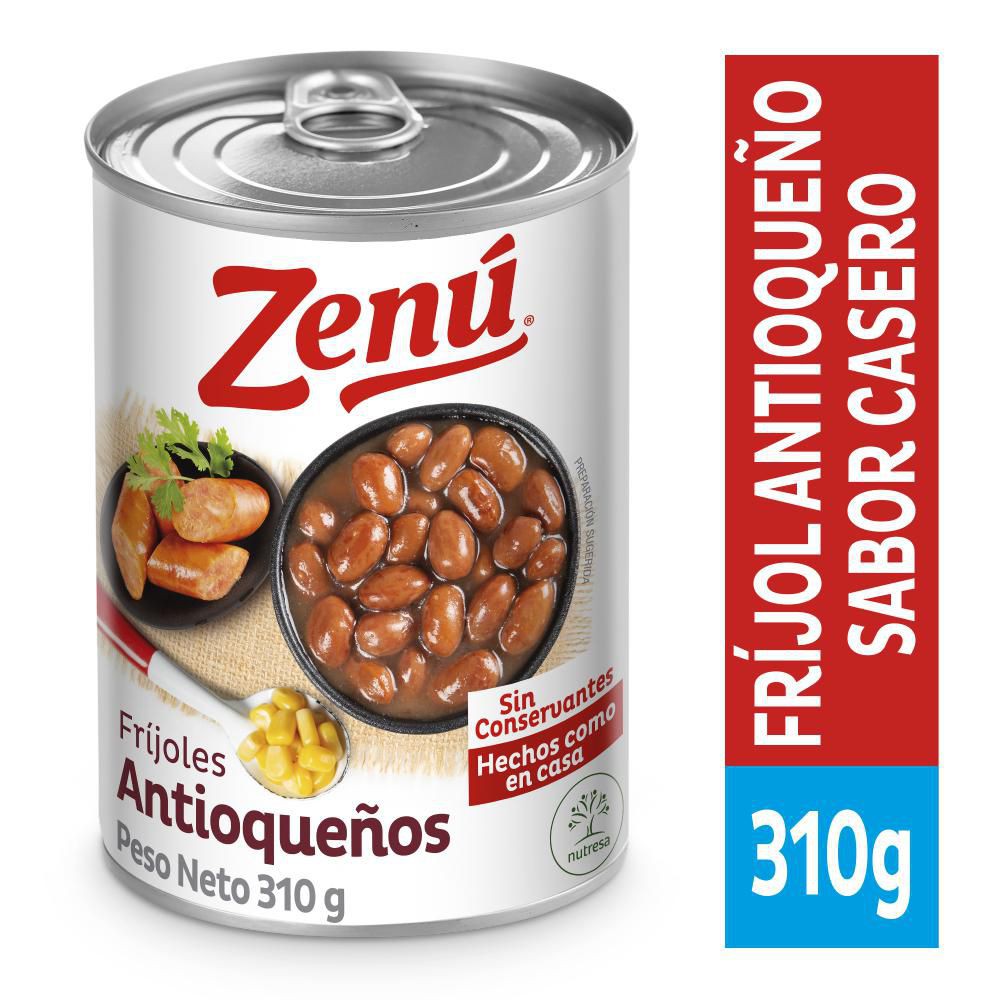 Zenú®
PREPARACIÓN SUGERIDA
Sin
Conservantes
Hechos como
en casa
Fríjoles
Antioqueños
Peso Neto 310 g
nutresa
FRÍJOL ANTIOQUEÑO
SABOR CASERO
310g